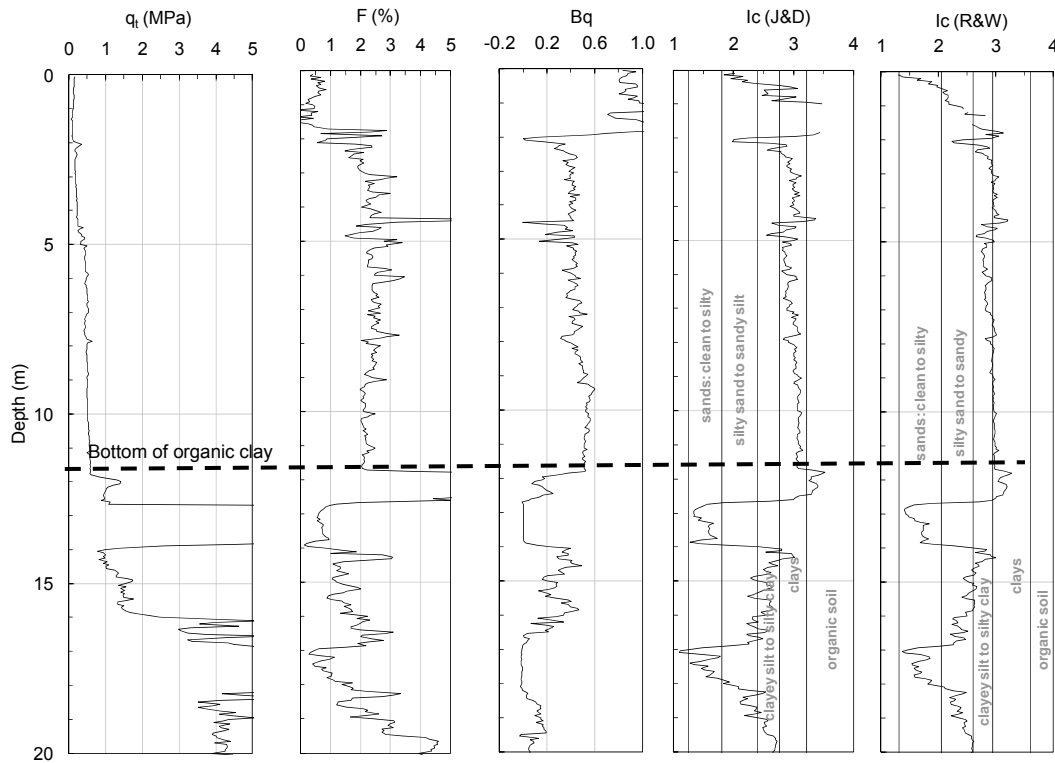 qt (MPa)
F (%)
Bq
Ic (J&D)
Ic (R&W)
0 1 2 3 4 5
0 1 2 3 4 5
-0.2 0.2 0.6 1.0
1 2 3 4
1 2 3 4
0
5
10
15
20
Depth (m)
Bottom of organic clay
sands: clean to silty
silty sand to sandy silt
clayey silt to silty clay
clays
organic soil
sands: clean to silty
silty sand to sandy
clayey silt to silty clay
clays
organic soil